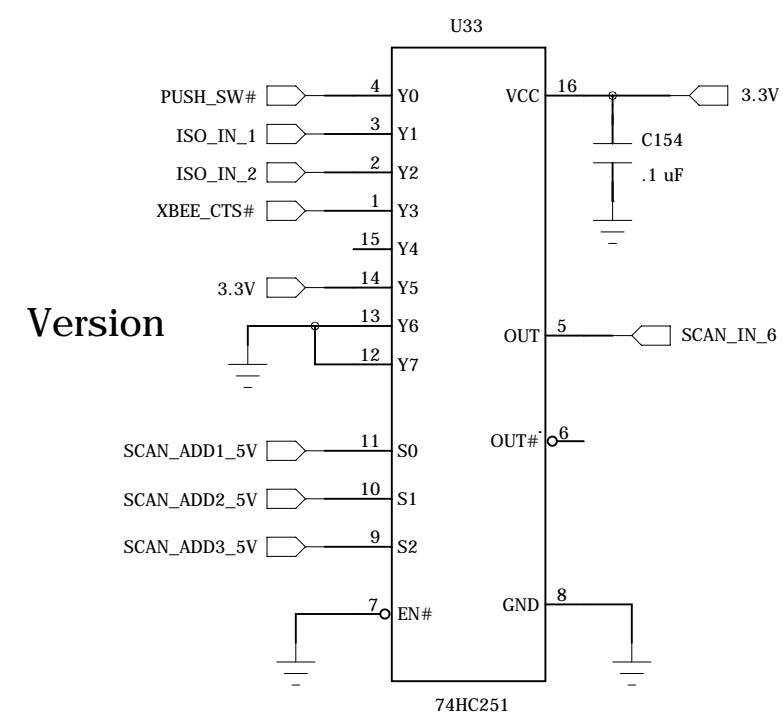 U33
PUSH_SW# 4 Y0 VCC 16 3.3V
ISO_IN_1 3 Y1 C154
ISO_IN_2 2 Y2 .1 uF
XBEE_CTS# 1 Y3
15 Y4
3.3V 14 Y5
Version 13 Y6 OUT 5 SCAN_IN_6
12 Y7
SCAN_ADD1_5V 11 S0 OUT# 6
SCAN_ADD2_5V 10 S1
SCAN_ADD3_5V 9 S2
7 EN# GND 8
74HC251